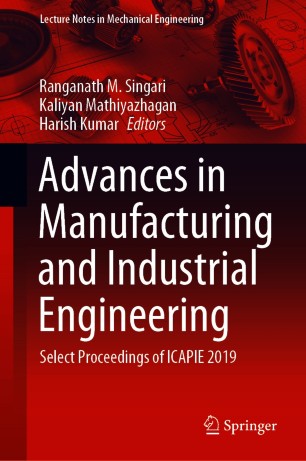 Lecture Notes in Mechanical Engineering
Ranganath M. Singari
Kaliyan Mathiyazhagan
Harish Kumar Editors
Advances in
Manufacturing
and Industrial
Engineering
Select Proceedings of ICAPIE 2019
Springer